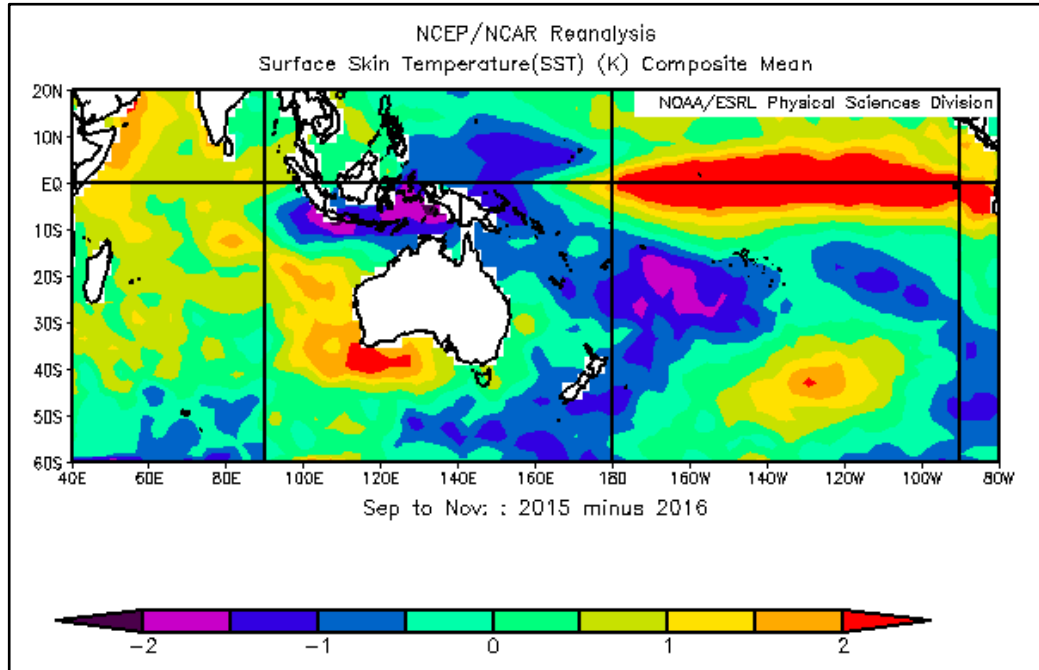 NCEP/NCAR Reanalysis
Surface Skin Temperature(SST) (K) Composite Mean
NOAA/ESRL Physical Sciences Division
20N
10N
EQ
10S
20S
30S
40S
50S
60S
40E 60E 80E 100E 120E 140E 160E 180 160W 140W 120W 100W 80W
Sep to Nov: : 2015 minus 2016
-2 -1 0 1 2